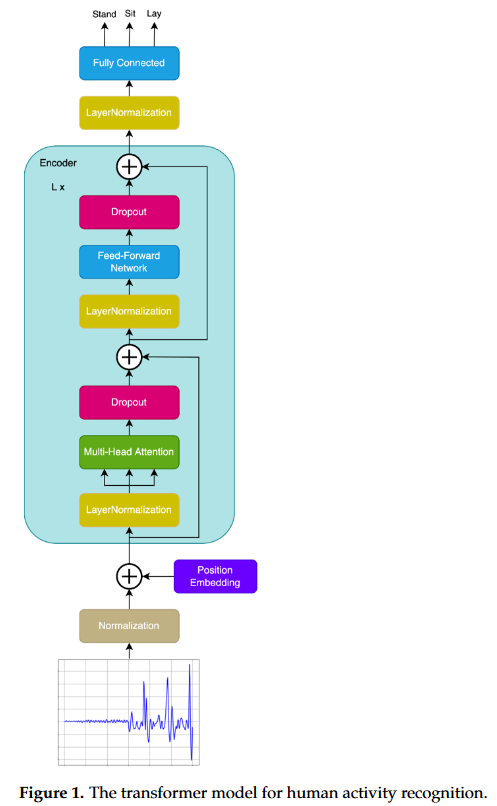 Stand Sit Lay
Fully Connected
LayerNormalization
Encoder
L x
Dropout
Feed-Forward
Network
LayerNormalization
Dropout
Multi-Head Attention
LayerNormalization
Position
Embedding
Normalization
Figure 1. The transformer model for human activity recognition.